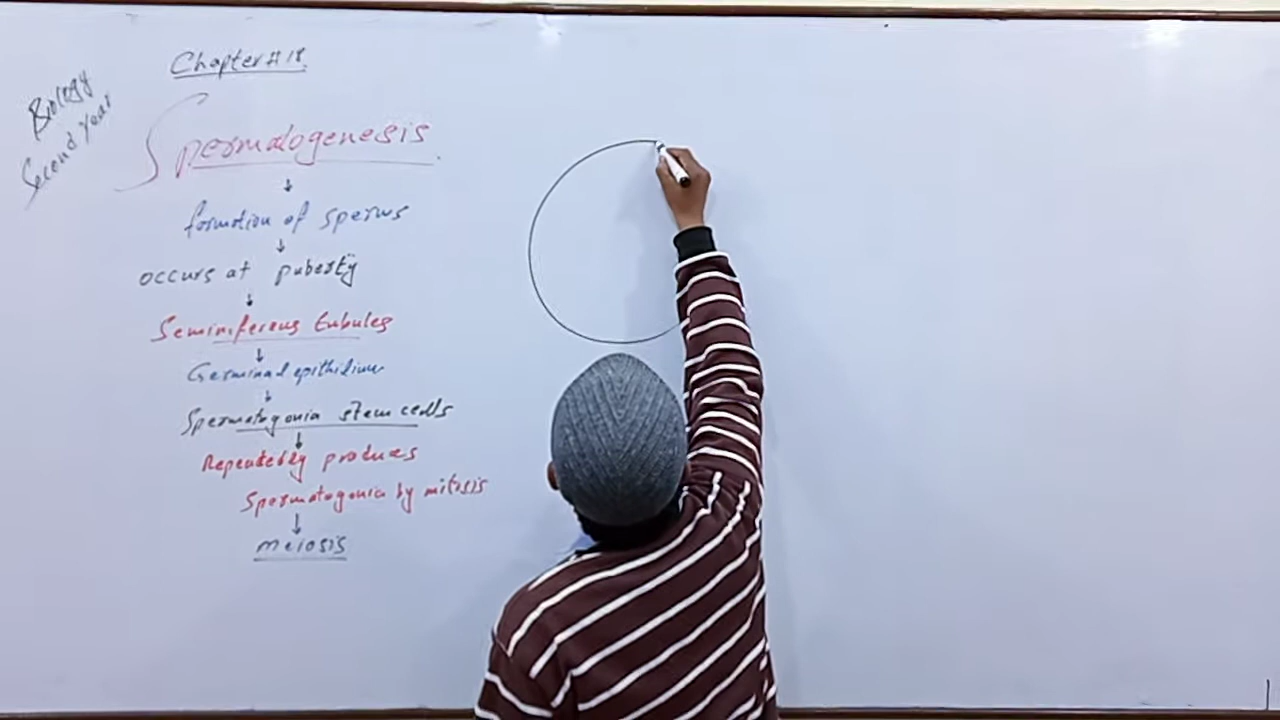 Chapter # 18.
Biology
Second Year
Spermatogenesis
↓
formation of sperms
↓
occurs at puberty
↓
Seminiferous tubules
↓
Germinal epithilium
↓
Spermatogonia stem cells
↓
Repeatedly produces
Spermatogonia by mitosis
↓
meiosis